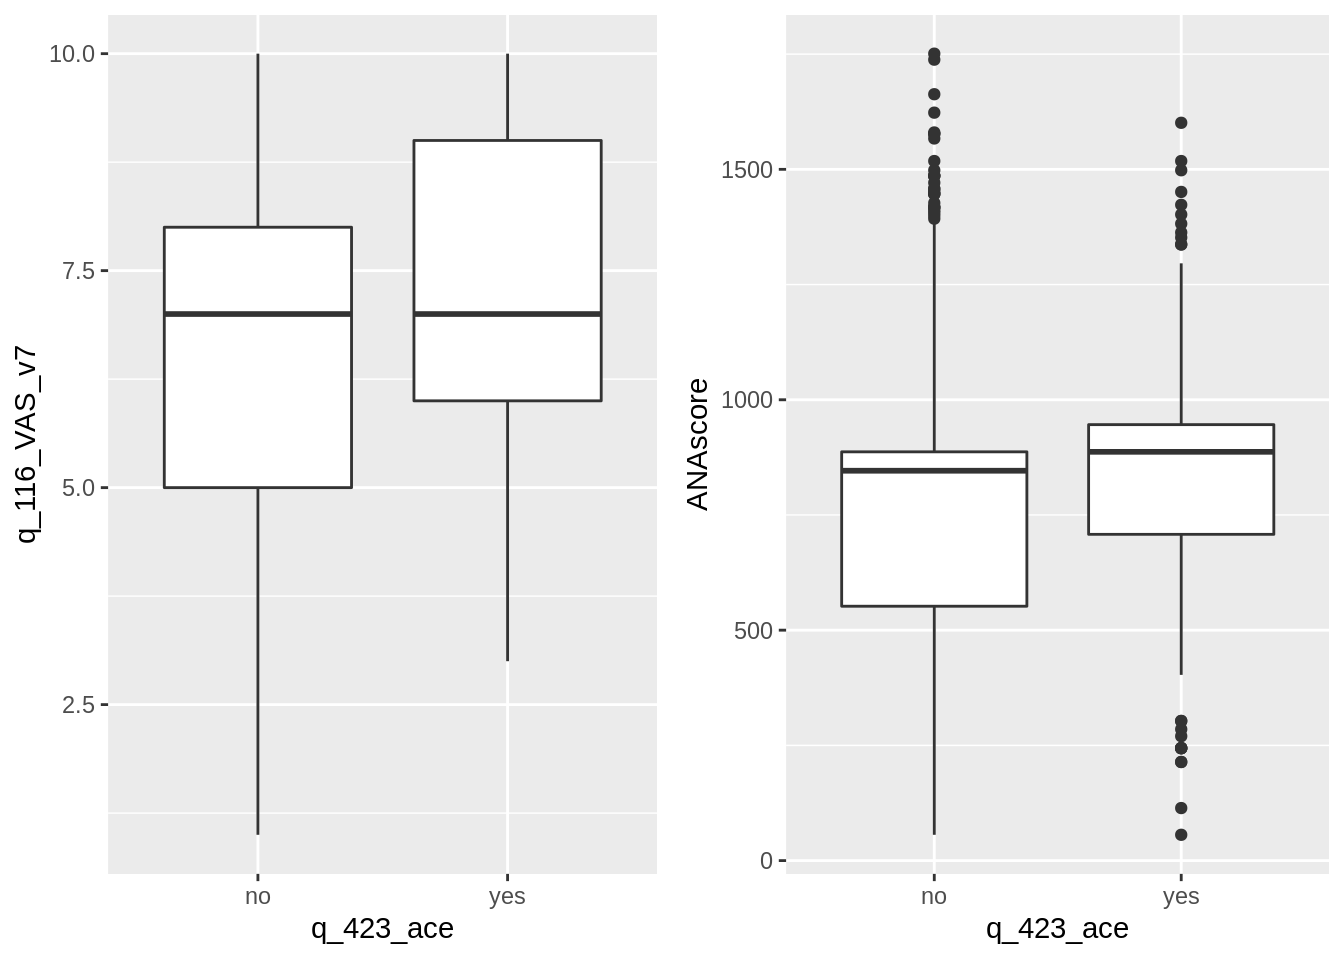 q_116_VAS_v7
10.0
7.5
5.0
2.5
no yes
q_423_ace
ANAscore
1500
1000
500
0
no yes
q_423_ace